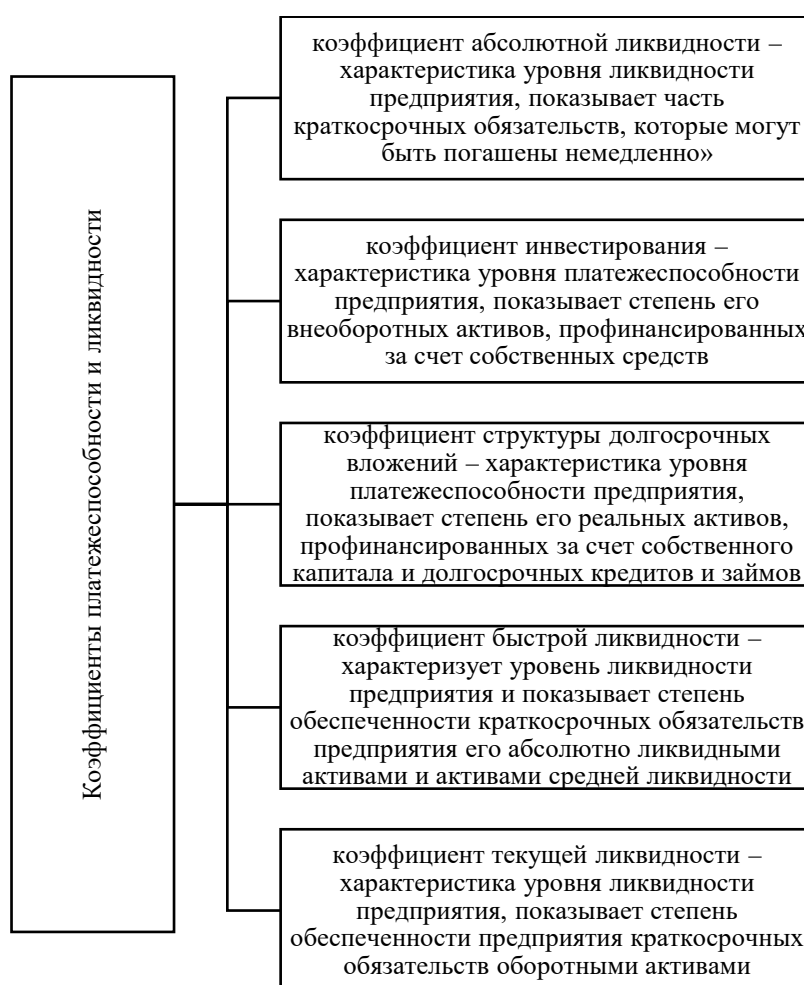 Коэффициенты платежеспособности и ликвидности
коэффициент абсолютной ликвидности –
характеристика уровня ликвидности
предприятия, показывает часть
краткосрочных обязательств, которые могут
быть погашены немедленно»
коэффициент инвестирования –
характеристика уровня платежеспособности
предприятия, показывает степень его
внеоборотных активов, профинансированных
за счет собственных средств
коэффициент структуры долгосрочных
вложений – характеристика уровня
платежеспособности предприятия,
показывает степень его реальных активов,
профинансированных за счет собственного
капитала и долгосрочных кредитов и займов
коэффициент быстрой ликвидности –
характеризует уровень ликвидности
предприятия и показывает степень
обеспеченности краткосрочных обязательств
предприятия его абсолютно ликвидными
активами и активами средней ликвидности
коэффициент текущей ликвидности –
характеристика уровня ликвидности
предприятия, показывает степень
обеспеченности предприятия краткосрочных
обязательств оборотными активами